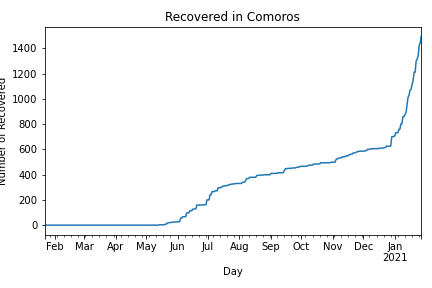 Recovered in Comoros
Number of Recovered
1400
1200
1000
800
600
400
200
0
Feb Mar Apr May Jun Jul Aug Sep Oct Nov Dec Jan
2021
Day